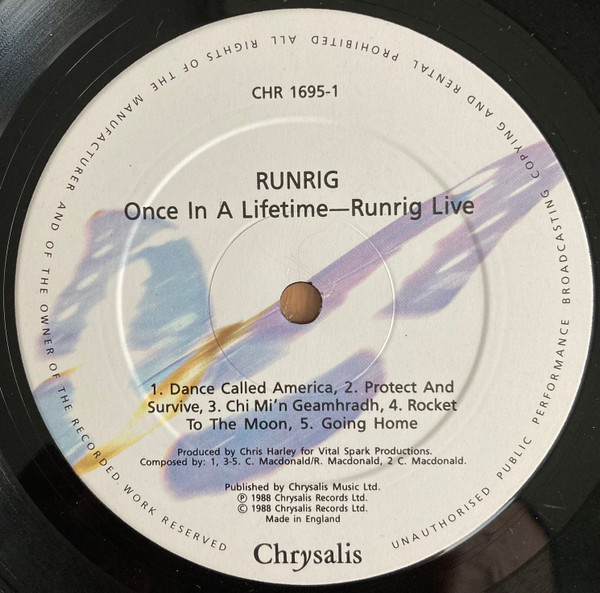 CHR 1695-1
RUNRIG
Once In A Lifetime—Runrig Live
1. Dance Called America, 2. Protect And
Survive, 3. Chi Mi'n Geamhradh, 4. Rocket
To The Moon, 5. Going Home
Produced by Chris Harley for Vital Spark Productions.
Composed by: 1, 3-5. C. Macdonald/R. Macdonald, 2 C. Macdonald.
Published by Chrysalis Music Ltd.
Ⓟ 1988 Chrysalis Records Ltd.
© 1988 Chrysalis Records Ltd.
Made in England
Chrysalis
ALL RIGHTS OF THE MANUFACTURER AND OF THE OWNER OF THE RECORDED WORK RESERVED UNAUTHORISED PUBLIC PERFORMANCE BROADCASTING COPYING AND RENTAL PROHIBITED